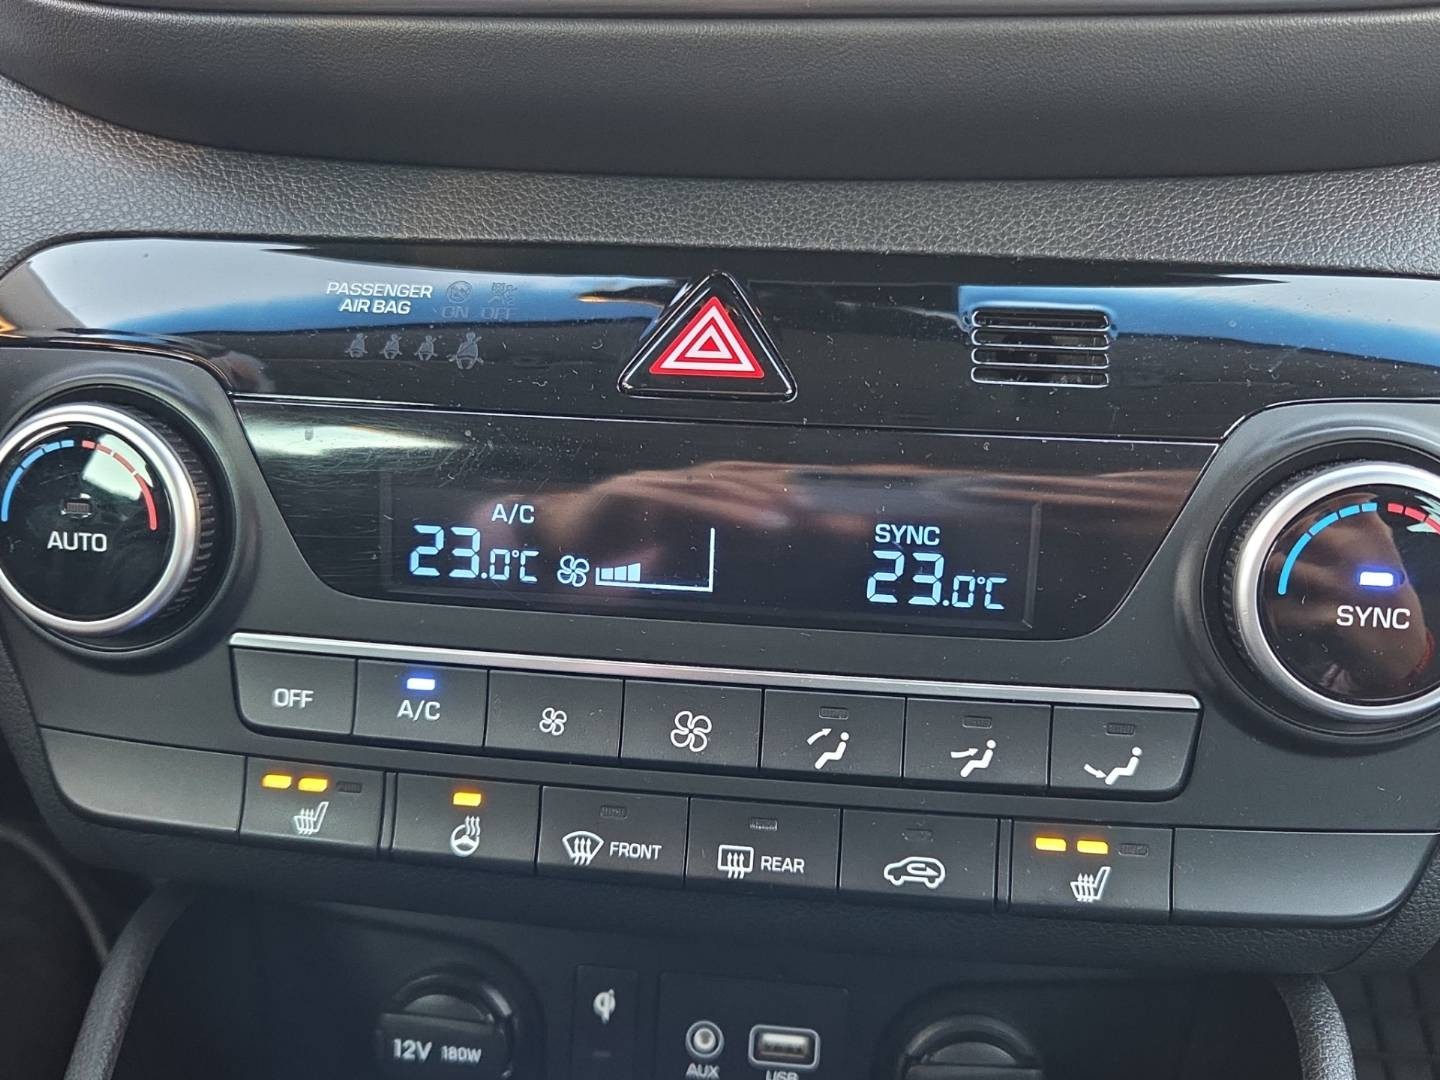 PASSENGER
AIR BAG
ON OFF
A/C
23.0°C
SYNC
23.0°C
AUTO
SYNC
OFF
A/C
FRONT
REAR
12V 180W
AUX
USB